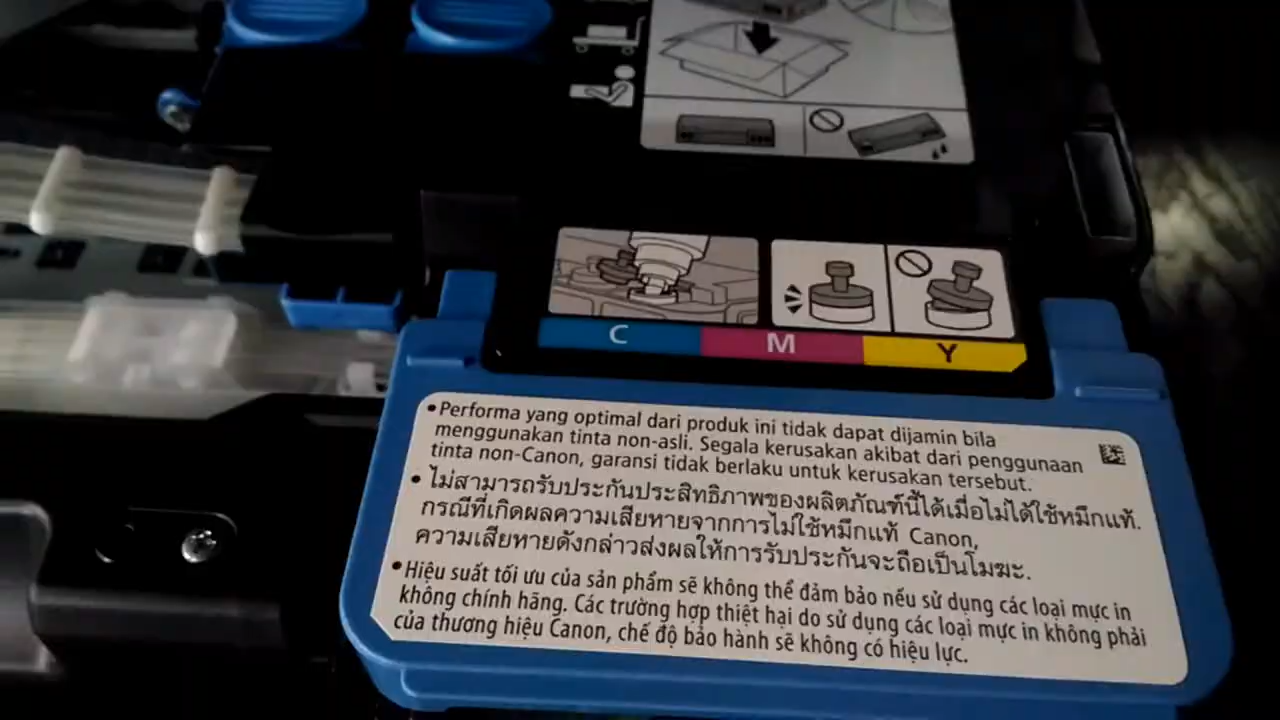 C
M
Y
•Performa yang optimal dari produk ini tidak dapat dijamin bila
menggunakan tinta non-asli. Segala kerusakan akibat dari penggunaan
tinta non-Canon, garansi tidak berlaku untuk kerusakan tersebut.
• ไม่สามารถรับประกันประสิทธิภาพของผลิตภัณฑ์นี้ได้เมื่อไม่ได้ใช้หมึกแท้.
กรณีที่เกิดผลความเสียหายจากการไม่ใช้หมึกแท้ Canon,
ความเสียหายดังกล่าวส่งผลให้การรับประกันจะถือเป็นโมฆะ.
•Hiệu suất tối ưu của sản phẩm sẽ không thể đảm bảo nếu sử dụng các loại mực in
không chính hãng. Các trường hợp thiệt hại do sử dụng các loại mực in không phải
của thương hiệu Canon, chế độ bảo hành sẽ không có hiệu lực.